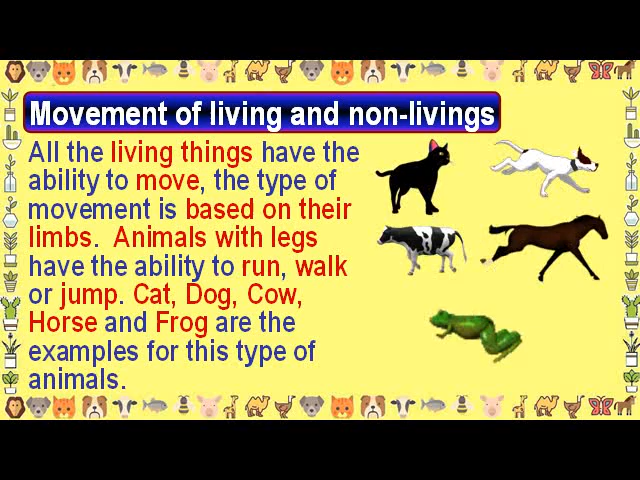 Movement of living and non-livings
All the living things have the
ability to move, the type of
movement is based on their
limbs. Animals with legs
have the ability to run, walk
or jump. Cat, Dog, Cow,
Horse and Frog are the
examples for this type of
animals.